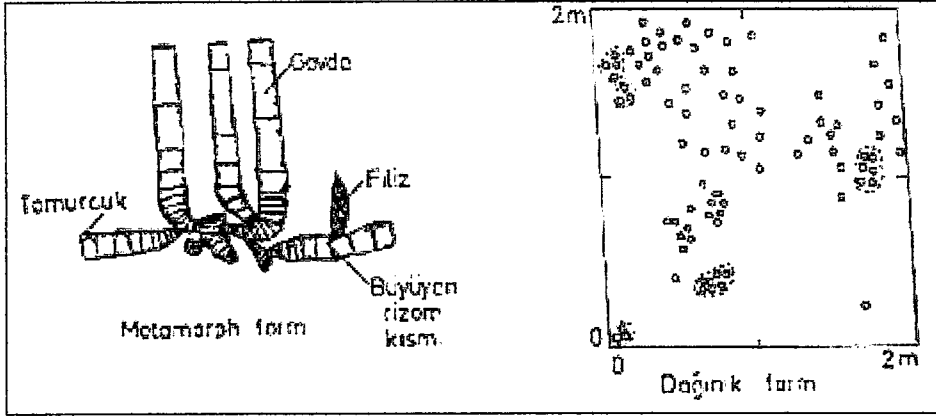 Gövde
Filiz
Tomurcuk
Büyüyen
rizom
kısmı
Metamorph form
2m
0
0
2m
Dağınık form